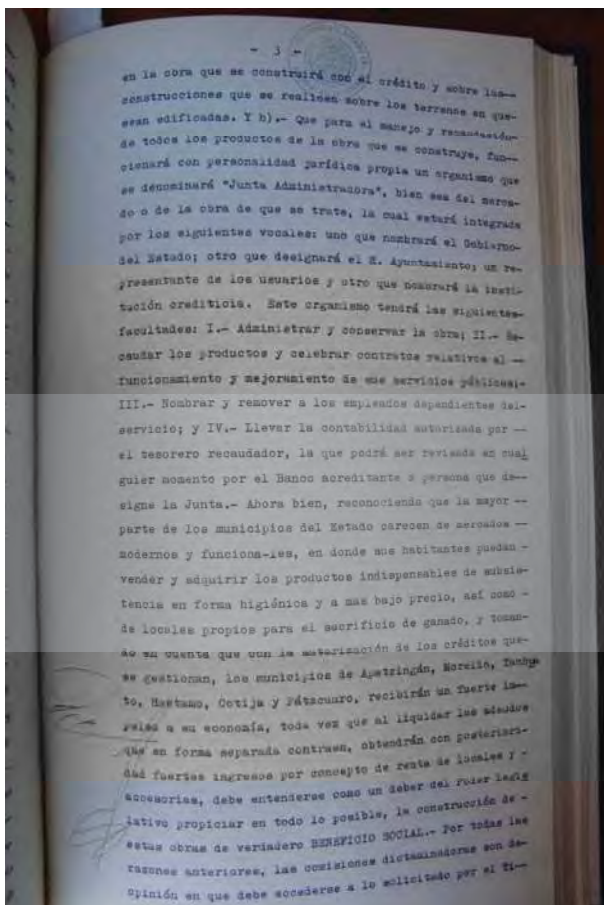 - 3 -
en la obra que se construirá con el crédito y sobre las--
construcciones que se realicen sobre los terrenos en que-
sean edificadas. Y b).- Que para el manejo y recaudación-
de todos los productos de la obra que se construye, fun--
cionará con personalidad jurídica propia un organismo que
se denominará "Junta Administradora", bien sea del merca-
do o de la obra de que se trate, la cual estará integrada
por los siguientes vocales: uno que nombrará el Gobierno-
del Estado; otro que designará el H. Ayuntamiento; un re-
presentante de los usuarios y otro que nombrará la insti-
tución crediticia. Este organismo tendrá las siguientes-
facultades: I.- Administrar y conservar la obra; II.- Re-
caudar los productos y celebrar contratos relativos al --
funcionamiento y mejoramiento de sus servicios públicos;-
III.- Nombrar y remover a los empleados dependientes del-
servicio; y IV.- Llevar la contabilidad autorizada por --
el tesorero recaudador, la que podrá ser revisada en cual
quier momento por el Banco acreditante o persona que de--
signe la Junta.- Ahora bien, reconociendo que la mayor --
parte de los municipios del Estado carecen de mercados --
modernos y funciona-les, en donde sus habitantes puedan -
vender y adquirir los productos indispensables de subsis-
tencia en forma higiénica y a mas bajo precio, así como -
de locales propios para el sacrificio de ganado, y toman-
do en cuenta que con la autorización de los créditos que-
se gestionan, los municipios de Apatzingán, Morelia,
to, Huetamo, Cotija y Pátzcuaro, recibirán un fuerte im--
pulso a su economía, toda vez que al liquidar los adeudos
que en forma separada contraen, obtendrán con posteriori-
dad fuertes ingresos por concepto de renta de locales y -
accesorias, debe entenderse como un deber del Poder legis
lativo propiciar en todo lo posible, la construcción de -
estas obras de verdadero BENEFICIO SOCIAL.- Por todas las
razones anteriores, las comisiones dictaminadoras son de-
opinión en que debe accederse a lo solicitado por el Ti--